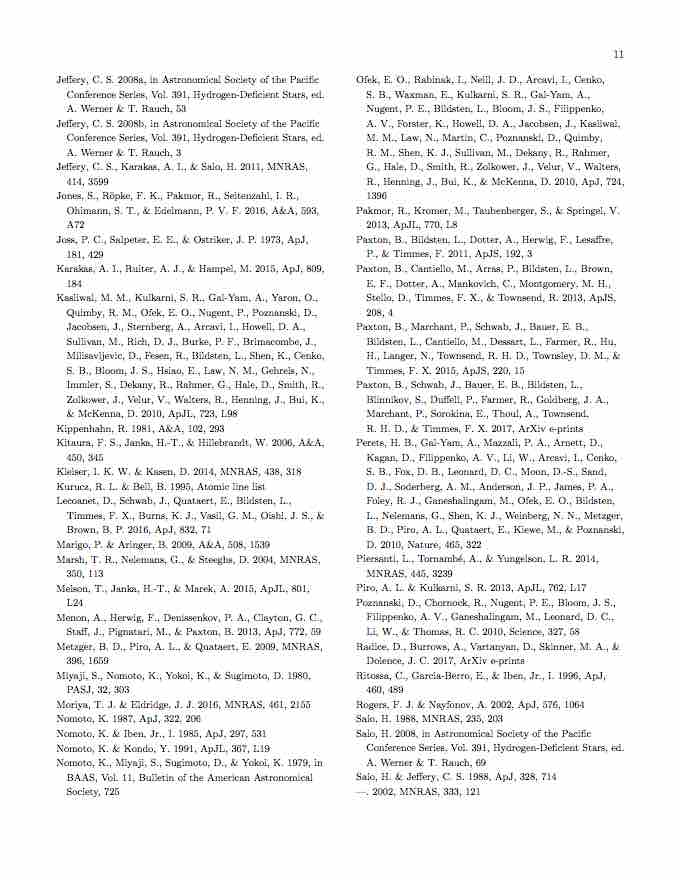 11
Jeffery, C. S. 2008a, in Astronomical Society of the Pacific
Conference Series, Vol. 391, Hydrogen-Deficient Stars, ed.
A. Werner & T. Rauch, 53
Jeffery, C. S. 2008b, in Astronomical Society of the Pacific
Conference Series, Vol. 391, Hydrogen-Deficient Stars, ed.
A. Werner & T. Rauch, 3
Jeffery, C. S., Karakas, A. I., & Saio, H. 2011, MNRAS,
414, 3599
Jones, S., Röpke, F. K., Pakmor, R., Seitenzahl, I. R.,
Ohlmann, S. T., & Edelmann, P. V. F. 2016, A&A, 593,
A72
Joss, P. C., Salpeter, E. E., & Ostriker, J. P. 1973, ApJ,
181, 429
Karakas, A. I., Ruiter, A. J., & Hampel, M. 2015, ApJ, 809,
184
Kasliwal, M. M., Kulkarni, S. R., Gal-Yam, A., Yaron, O.,
Quimby, R. M., Ofek, E. O., Nugent, P., Poznanski, D.,
Jacobsen, J., Sternberg, A., Arcavi, I., Howell, D. A.,
Sullivan, M., Rich, D. J., Burke, P. F., Brimacombe, J.,
Milisavljevic, D., Fesen, R., Bildsten, L., Shen, K., Cenko,
S. B., Bloom, J. S., Hsiao, E., Law, N. M., Gehrels, N.,
Immler, S., Dekany, R., Rahmer, G., Hale, D., Smith, R.,
Zolkower, J., Velur, V., Walters, R., Henning, J., Bui, K.,
& McKenna, D. 2010, ApJL, 723, L98
Kippenhahn, R. 1981, A&A, 102, 293
Kitaura, F. S., Janka, H.-T., & Hillebrandt, W. 2006, A&A,
450, 345
Kleiser, I. K. W. & Kasen, D. 2014, MNRAS, 438, 318
Kurucz, R. L. & Bell, B. 1995, Atomic line list
Lecoanet, D., Schwab, J., Quataert, E., Bildsten, L.,
Timmes, F. X., Burns, K. J., Vasil, G. M., Oishi, J. S., &
Brown, B. P. 2016, ApJ, 832, 71
Marigo, P. & Aringer, B. 2009, A&A, 508, 1539
Marsh, T. R., Nelemans, G., & Steeghs, D. 2004, MNRAS,
350, 113
Melson, T., Janka, H.-T., & Marek, A. 2015, ApJL, 801,
L24
Menon, A., Herwig, F., Denissenkov, P. A., Clayton, G. C.,
Staff, J., Pignatari, M., & Paxton, B. 2013, ApJ, 772, 59
Metzger, B. D., Piro, A. L., & Quataert, E. 2009, MNRAS,
396, 1659
Miyaji, S., Nomoto, K., Yokoi, K., & Sugimoto, D. 1980,
PASJ, 32, 303
Moriya, T. J. & Eldridge, J. J. 2016, MNRAS, 461, 2155
Nomoto, K. 1987, ApJ, 322, 206
Nomoto, K. & Iben, Jr., I. 1985, ApJ, 297, 531
Nomoto, K. & Kondo, Y. 1991, ApJL, 367, L19
Nomoto, K., Miyaji, S., Sugimoto, D., & Yokoi, K. 1979, in
BAAS, Vol. 11, Bulletin of the American Astronomical
Society, 725
Ofek, E. O., Rabinak, I., Neill, J. D., Arcavi, I., Cenko,
S. B., Waxman, E., Kulkarni, S. R., Gal-Yam, A.,
Nugent, P. E., Bildsten, L., Bloom, J. S., Filippenko,
A. V., Forster, K., Howell, D. A., Jacobsen, J., Kasliwal,
M. M., Law, N., Martin, C., Poznanski, D., Quimby,
R. M., Shen, K. J., Sullivan, M., Dekany, R., Rahmer,
G., Hale, D., Smith, R., Zolkower, J., Velur, V., Walters,
R., Henning, J., Bui, K., & McKenna, D. 2010, ApJ, 724,
1396
Pakmor, R., Kromer, M., Taubenberger, S., & Springel, V.
2013, ApJL, 770, L8
Paxton, B., Bildsten, L., Dotter, A., Herwig, F., Lesaffre,
P., & Timmes, F. 2011, ApJS, 192, 3
Paxton, B., Cantiello, M., Arras, P., Bildsten, L., Brown,
E. F., Dotter, A., Mankovich, C., Montgomery, M. H.,
Stello, D., Timmes, F. X., & Townsend, R. 2013, ApJS,
208, 4
Paxton, B., Marchant, P., Schwab, J., Bauer, E. B.,
Bildsten, L., Cantiello, M., Dessart, L., Farmer, R., Hu,
H., Langer, N., Townsend, R. H. D., Townsley, D. M., &
Timmes, F. X. 2015, ApJS, 220, 15
Paxton, B., Schwab, J., Bauer, E. B., Bildsten, L.,
Blinnikov, S., Duffell, P., Farmer, R., Goldberg, J. A.,
Marchant, P., Sorokina, E., Thoul, A., Townsend,
R. H. D., & Timmes, F. X. 2017, ArXiv e-prints
Perets, H. B., Gal-Yam, A., Mazzali, P. A., Arnett, D.,
Kagan, D., Filippenko, A. V., Li, W., Arcavi, I., Cenko,
S. B., Fox, D. B., Leonard, D. C., Moon, D.-S., Sand,
D. J., Soderberg, A. M., Anderson, J. P., James, P. A.,
Foley, R. J., Ganeshalingam, M., Ofek, E. O., Bildsten,
L., Nelemans, G., Shen, K. J., Weinberg, N. N., Metzger,
B. D., Piro, A. L., Quataert, E., Kiewe, M., & Poznanski,
D. 2010, Nature, 465, 322
Piersanti, L., Tornambé, A., & Yungelson, L. R. 2014,
MNRAS, 445, 3239
Piro, A. L. & Kulkarni, S. R. 2013, ApJL, 762, L17
Poznanski, D., Chornock, R., Nugent, P. E., Bloom, J. S.,
Filippenko, A. V., Ganeshalingam, M., Leonard, D. C.,
Li, W., & Thomas, R. C. 2010, Science, 327, 58
Radice, D., Burrows, A., Vartanyan, D., Skinner, M. A., &
Dolence, J. C. 2017, ArXiv e-prints
Ritossa, C., Garcia-Berro, E., & Iben, Jr., I. 1996, ApJ,
460, 489
Rogers, F. J. & Nayfonov, A. 2002, ApJ, 576, 1064
Saio, H. 1988, MNRAS, 235, 203
Saio, H. 2008, in Astronomical Society of the Pacific
Conference Series, Vol. 391, Hydrogen-Deficient Stars, ed.
A. Werner & T. Rauch, 69
Saio, H. & Jeffery, C. S. 1988, ApJ, 328, 714
—. 2002, MNRAS, 333, 121